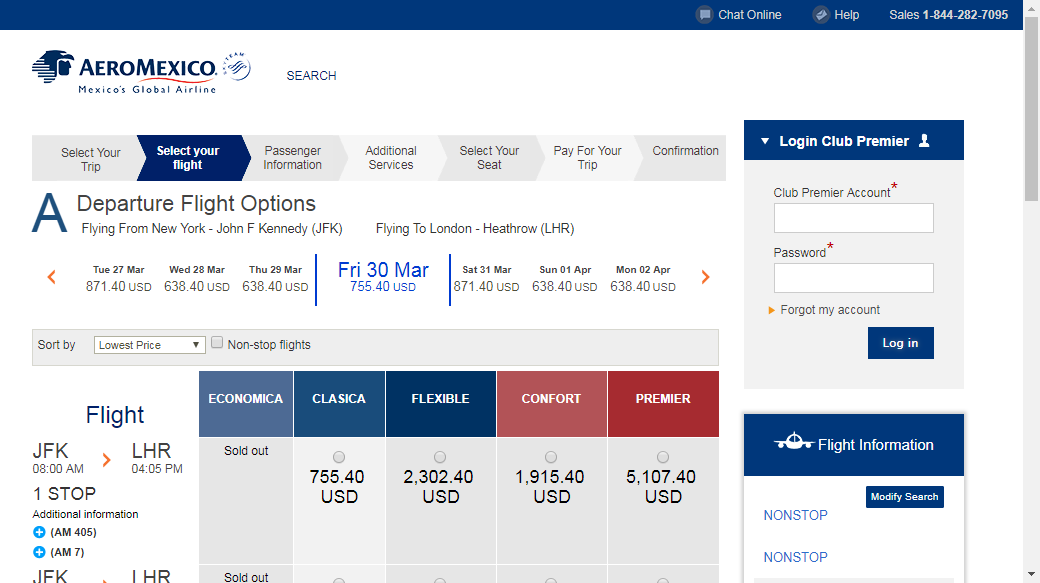 Chat Online
Help
Sales 1-844-282-7095
AEROMEXICO.
SKYTEAM
Mexico's Global Airline
SEARCH
Select Your Trip
Select your flight
Passenger Information
Additional Services
Select Your Seat
Pay For Your Trip
Confirmation
A
Departure Flight Options
Flying From New York - John F Kennedy (JFK)
Flying To London - Heathrow (LHR)
Tue 27 Mar
871.40 USD
Wed 28 Mar
638.40 USD
Thu 29 Mar
638.40 USD
Fri 30 Mar
755.40 USD
Sat 31 Mar
871.40 USD
Sun 01 Apr
638.40 USD
Mon 02 Apr
638.40 USD
Sort by
Lowest Price
Non-stop flights
Flight
ECONOMICA
CLASICA
FLEXIBLE
CONFORT
PREMIER
JFK
08:00 AM
LHR
04:05 PM
1 STOP
Additional information
(AM 405)
(AM 7)
Sold out
755.40
USD
2,302.40
USD
1,915.40
USD
5,107.40
USD
JFK
LHR
Sold out
Login Club Premier
Club Premier Account*
Password*
Forgot my account
Log in
Flight Information
Modify Search
NONSTOP
NONSTOP